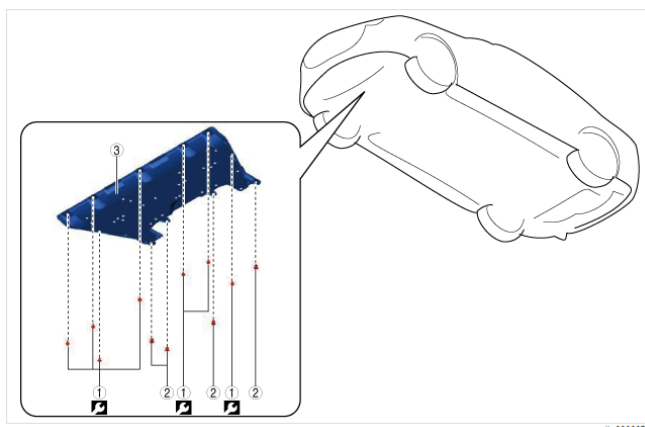 ③
① ② ① ② ① ②